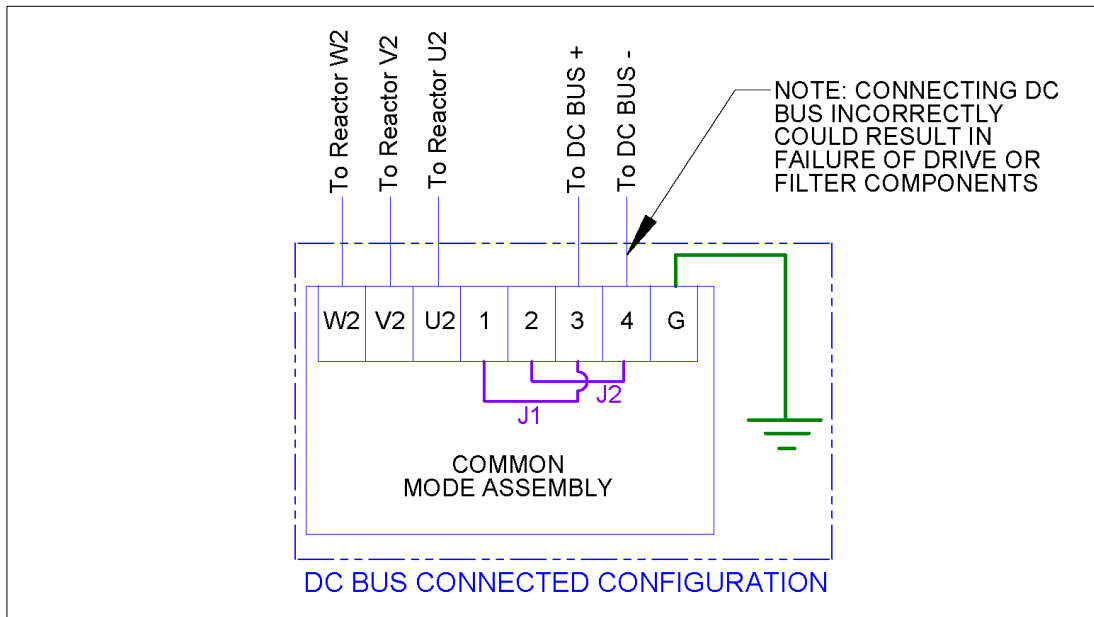 To Reactor W2
To Reactor V2
To Reactor U2
To DC BUS +
To DC BUS -
NOTE: CONNECTING DC
BUS INCORRECTLY
COULD RESULT IN
FAILURE OF DRIVE OR
FILTER COMPONENTS
W2 V2 U2 1 2 3 4 G
J1 J2
COMMON
MODE ASSEMBLY
DC BUS CONNECTED CONFIGURATION